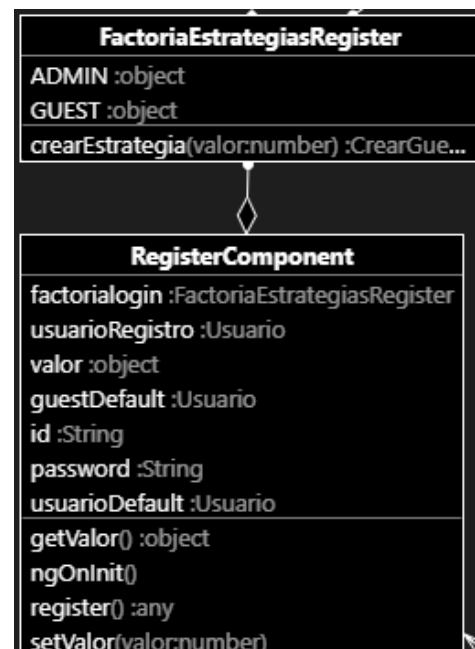 FactoriaEstrategiasRegister
ADMIN :object
GUEST :object
crearEstrategia(valor:number) :CrearGue...
RegisterComponent
factorialogin :FactoriaEstrategiasRegister
usuarioRegistro :Usuario
valor :object
guestDefault :Usuario
id :String
password :String
usuarioDefault :Usuario
getValor() :object
ngOnInit()
register() :any
setValor(valor:number)